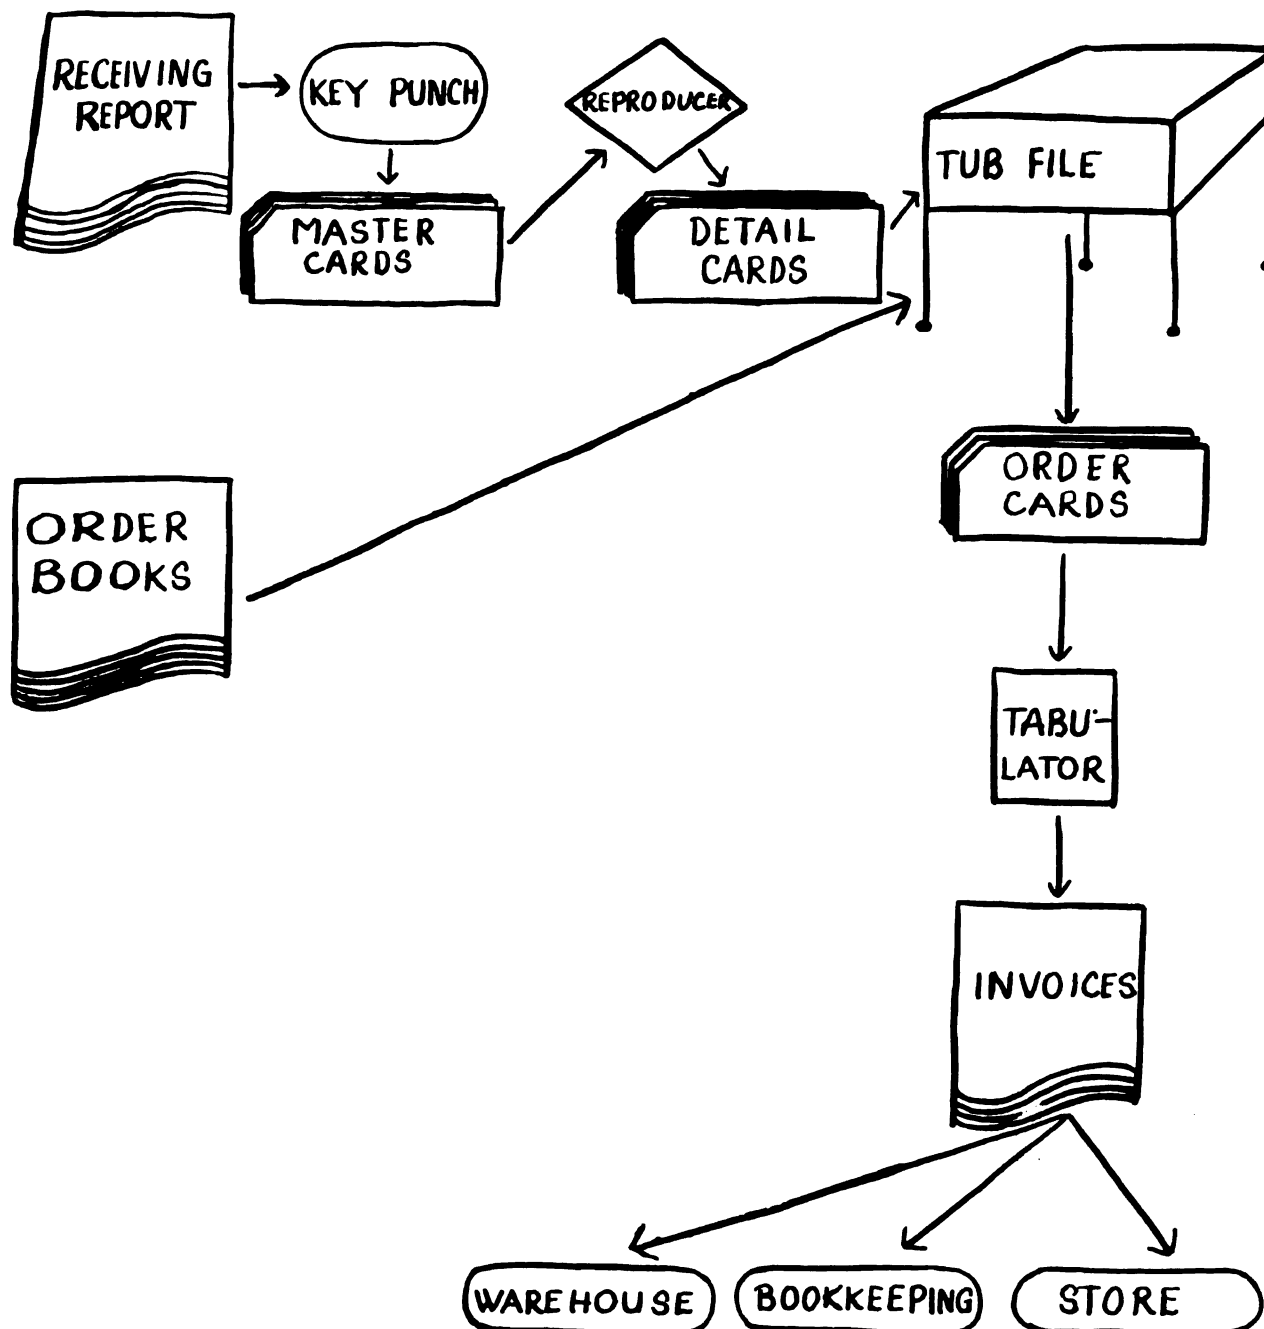 RECEIVING
REPORT
KEY PUNCH
REPRODUCER
TUB FILE
MASTER
CARDS
DETAIL
CARDS
ORDER
BOOKS
ORDER
CARDS
TABU-
LATOR
INVOICES
WAREHOUSE
BOOKKEEPING
STORE